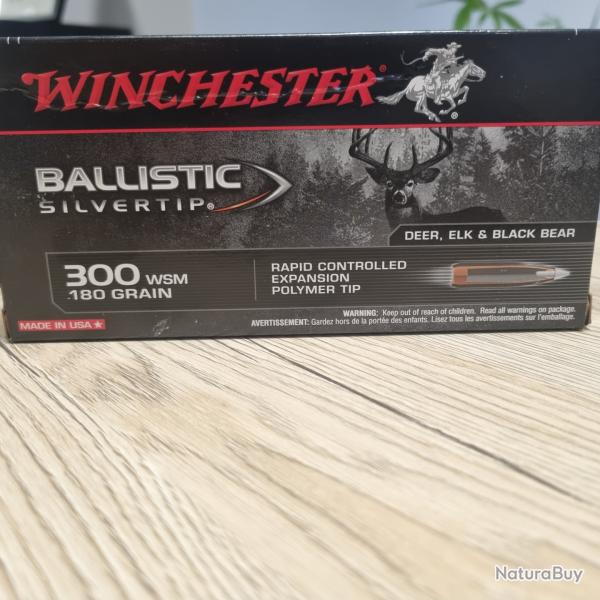 WINCHESTER®
®
BALLISTIC
SILVERTIP®
DEER, ELK & BLACK BEAR
300 WSM
180 GRAIN
RAPID CONTROLLED
EXPANSION
POLYMER TIP
WARNING: Keep out of reach of children. Read all warnings on package.
AVERTISSEMENT: Gardez hors de la portée des enfants. Lisez tous les avertissements sur l'emballage.
MADE IN USA
NaturaBuy